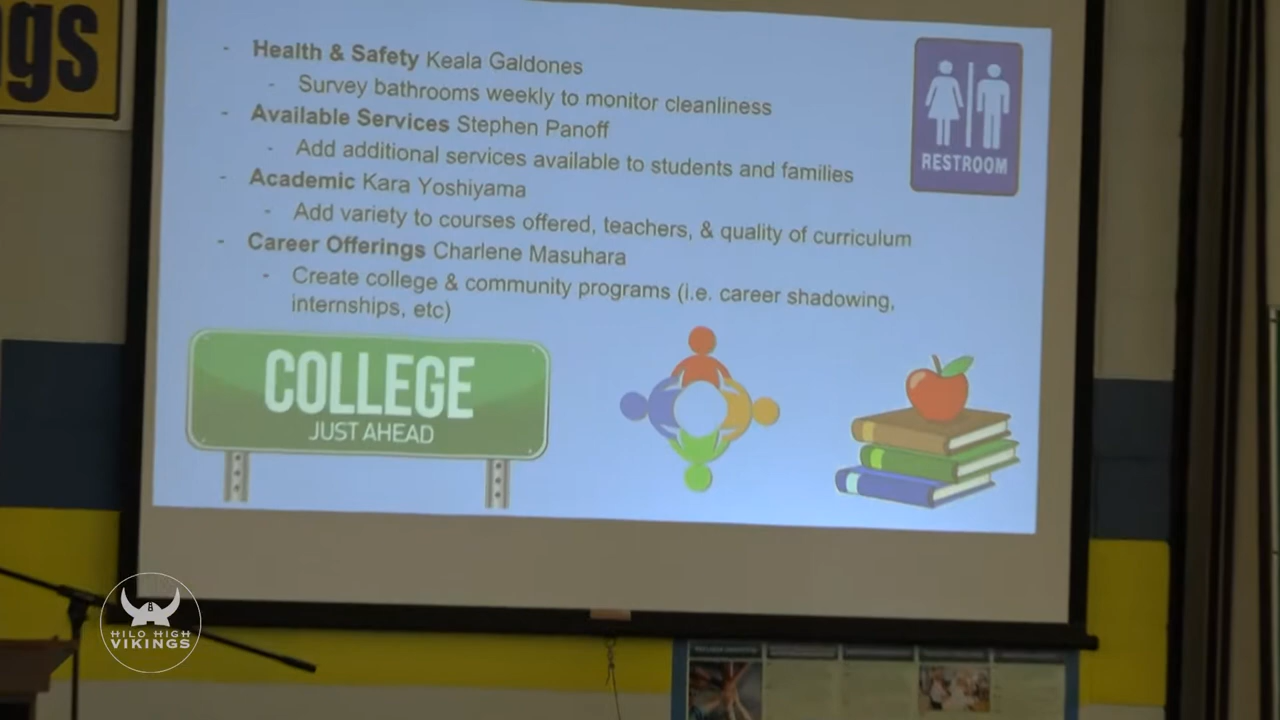 ngs
- Health & Safety Keala Galdones
- Survey bathrooms weekly to monitor cleanliness
- Available Services Stephen Panoff
- Add additional services available to students and families
- Academic Kara Yoshiyama
- Add variety to courses offered, teachers, & quality of curriculum
- Career Offerings Charlene Masuhara
- Create college & community programs (i.e. career shadowing,
internships, etc)
RESTROOM
COLLEGE
JUST AHEAD
HILO HIGH
VIKINGS